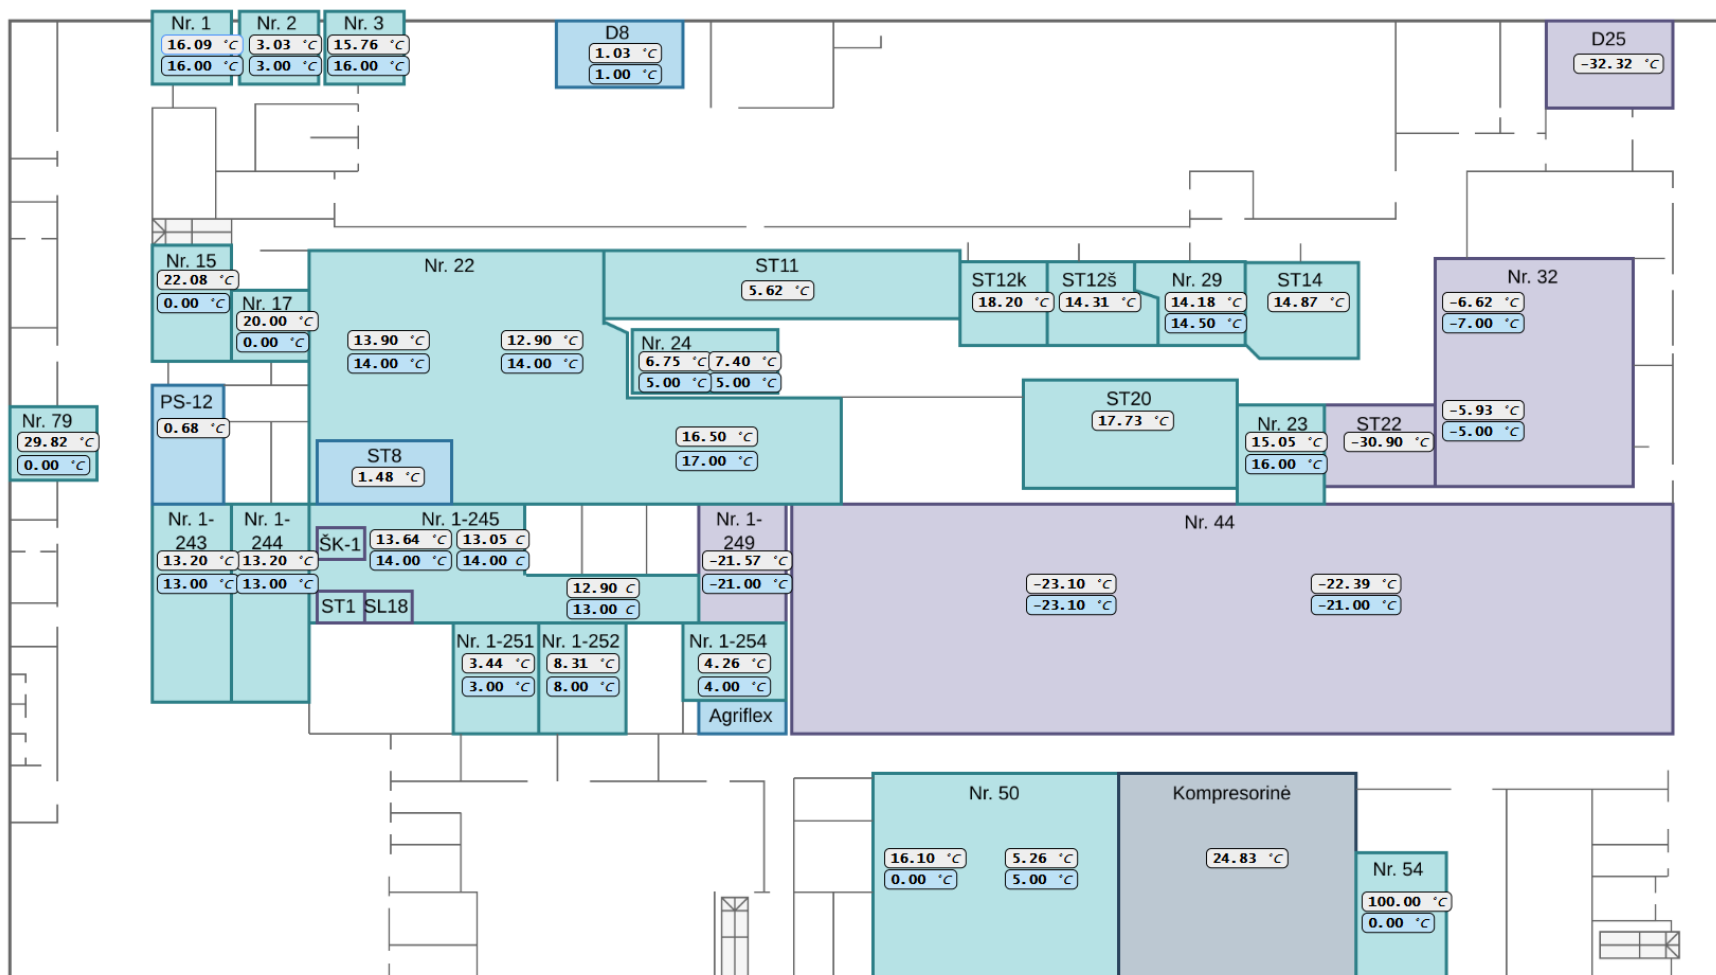 Nr. 1
16.09 °C
16.00 °C
Nr. 2
3.03 °C
3.00 °C
Nr. 3
15.76 °C
16.00 °C
D8
1.03 °C
1.00 °C
D25
-32.32 °C
Nr. 15
22.08 °C
0.00 °C
Nr. 17
20.00 °C
0.00 °C
Nr. 22
13.90 °C
14.00 °C
12.90 °C
14.00 °C
16.50 °C
17.00 °C
ST11
5.62 °C
Nr. 24
6.75 °C
5.00 °C
7.40 °C
5.00 °C
ST12k
18.20 °C
ST12š
14.31 °C
Nr. 29
14.18 °C
14.50 °C
ST14
14.87 °C
Nr. 32
-6.62 °C
-7.00 °C
-5.93 °C
-5.00 °C
Nr. 79
29.82 °C
0.00 °C
PS-12
0.68 °C
ST8
1.48 °C
ST20
17.73 °C
Nr. 23
15.05 °C
16.00 °C
ST22
-30.90 °C
Nr. 1-
243
13.20 °C
13.00 °C
Nr. 1-
244
13.20 °C
13.00 °C
Nr. 1-245
ŠK-1
13.64 °C
14.00 °C
13.05 C
14.00 C
12.90 C
13.00 °C
ST1
SL18
Nr. 1-
249
-21.57 °C
-21.00 °C
Nr. 44
-23.10 °C
-23.10 °C
-22.39 °C
-21.00 °C
Nr. 1-251
3.44 °C
3.00 °C
Nr. 1-252
8.31 °C
8.00 °C
Nr. 1-254
4.26 °C
4.00 °C
Agriflex
Nr. 50
16.10 °C
0.00 °C
5.26 °C
5.00 °C
Kompresorinė
24.83 °C
Nr. 54
100.00 °C
0.00 °C